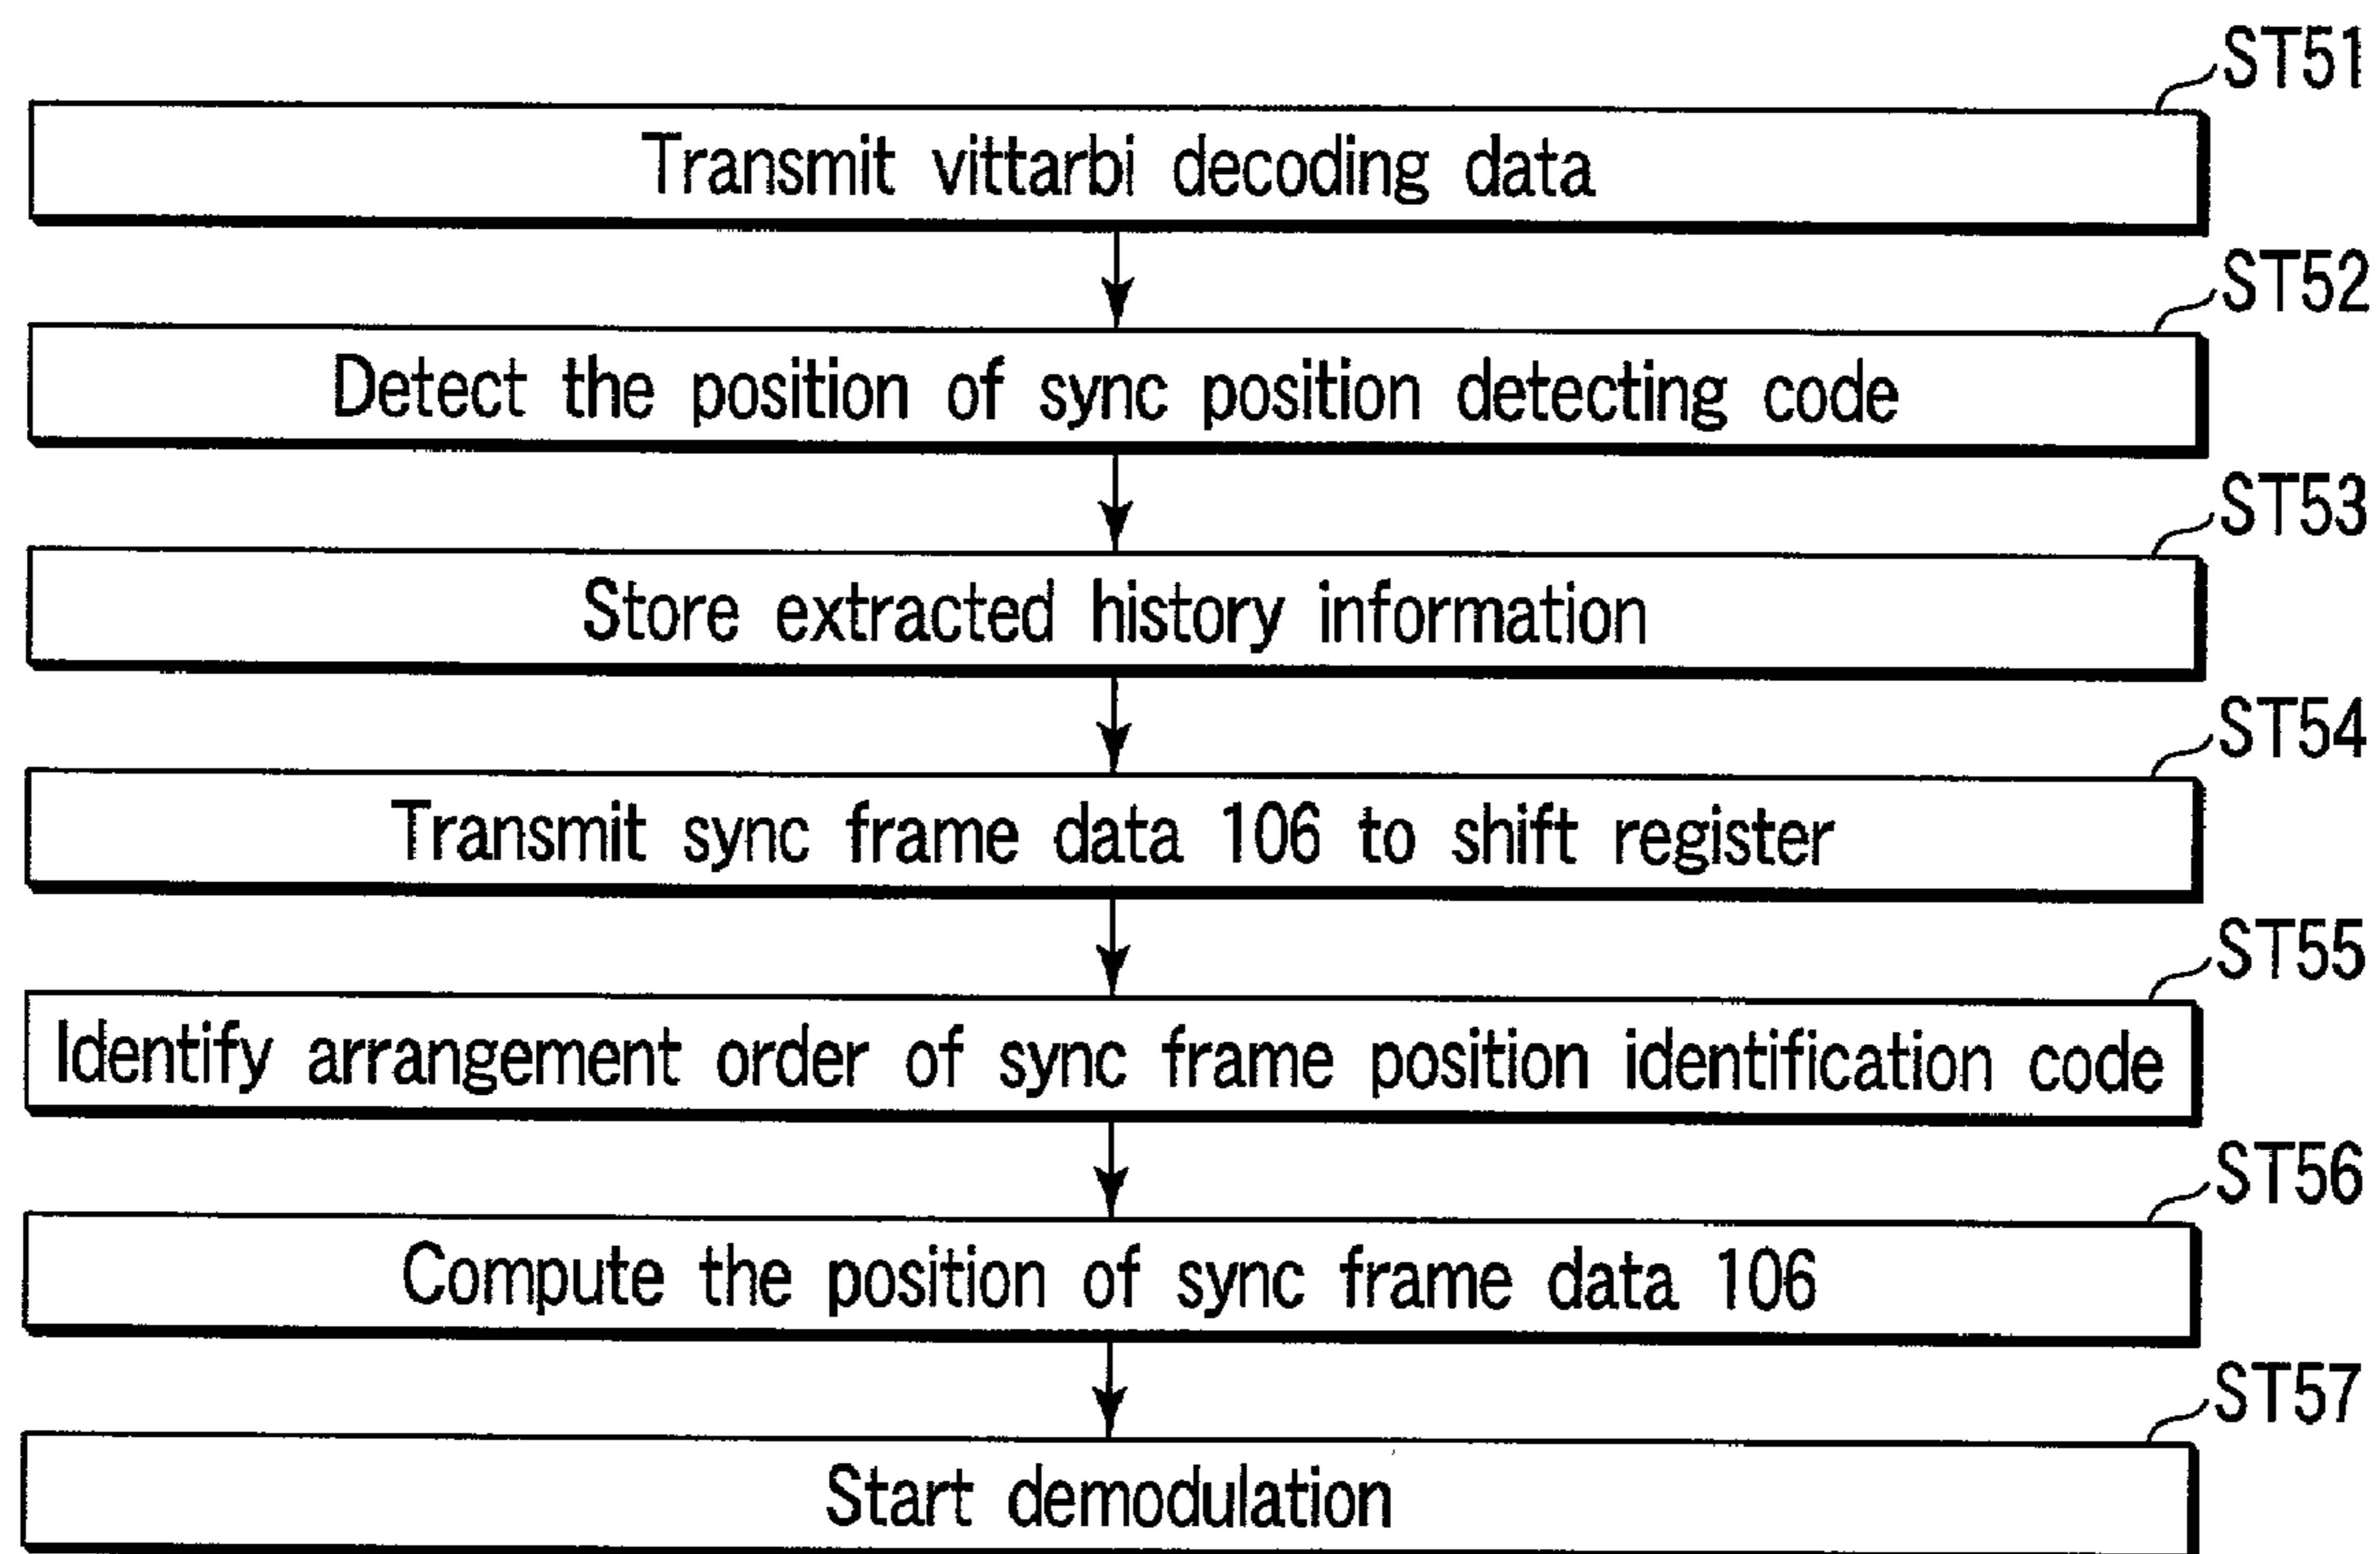 ST51
Transmit vittarbi decoding data
ST52
Detect the position of sync position detecting code
ST53
Store extracted history information
ST54
Transmit sync frame data 106 to shift register
ST55
Identify arrangement order of sync frame position identification code
ST56
Compute the position of sync frame data 106
ST57
Start demodulation